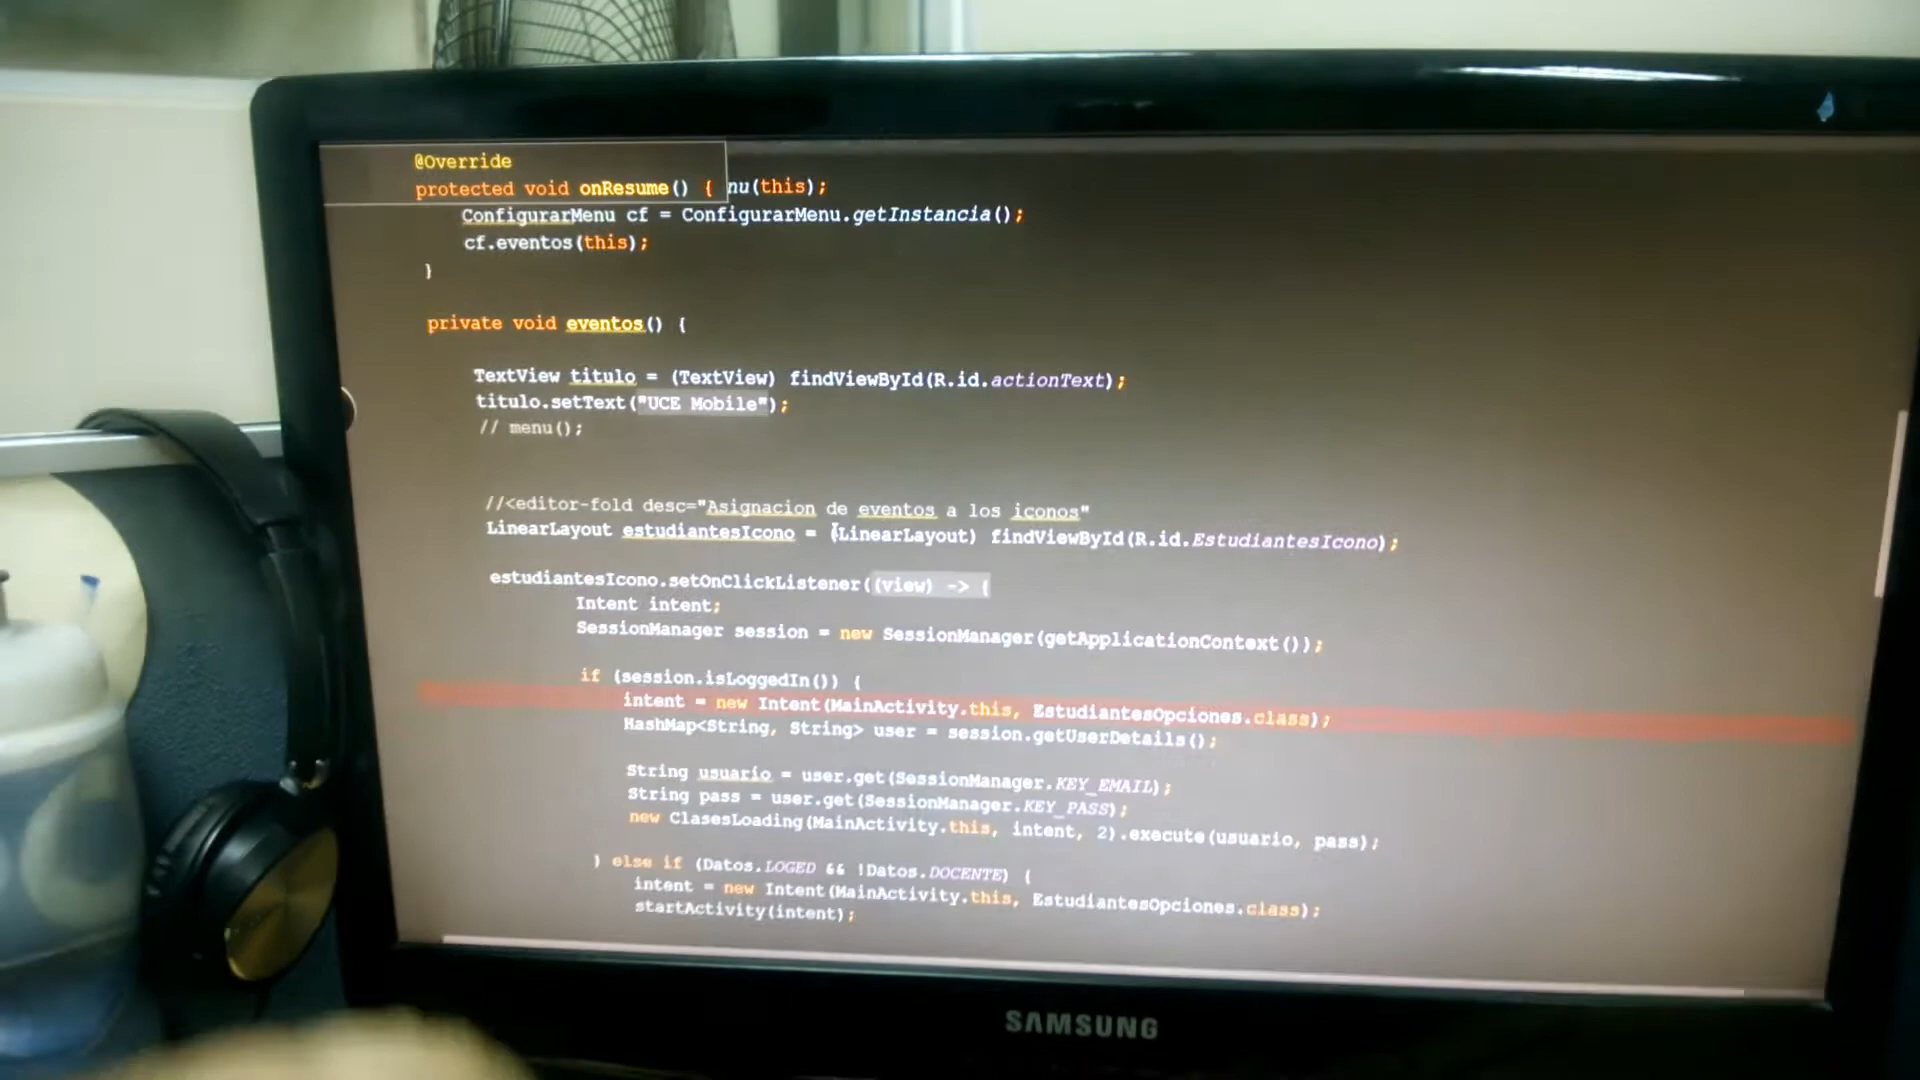 @Override
protected void onResume() { nu(this);
ConfigurarMenu cf = ConfigurarMenu.getInstancia();
cf.eventos(this);
}
private void eventos() {
TextView titulo = (TextView) findViewById(R.id.actionText);
titulo.setText("UCE Mobile");
// menu();
//<editor-fold desc="Asignacion de eventos a los iconos"
LinearLayout estudiantesIcono = (LinearLayout) findViewById(R.id.EstudiantesIcono);
estudiantesIcono.setOnClickListener((view) -> {
Intent intent;
SessionManager session = new SessionManager(getApplicationContext());
if (session.isLoggedIn()) {
intent = new Intent(MainActivity.this, EstudiantesOpciones.class);
HashMap<String, String> user = session.getUserDetails();
String usuario = user.get(SessionManager.KEY_EMAIL);
String pass = user.get(SessionManager.KEY_PASS);
new ClasesLoading(MainActivity.this, intent, 2).execute(usuario, pass);
} else if (Datos.LOGED && !Datos.DOCENTE) {
intent = new Intent(MainActivity.this, EstudiantesOpciones.class);
startActivity(intent);
SAMSUNG